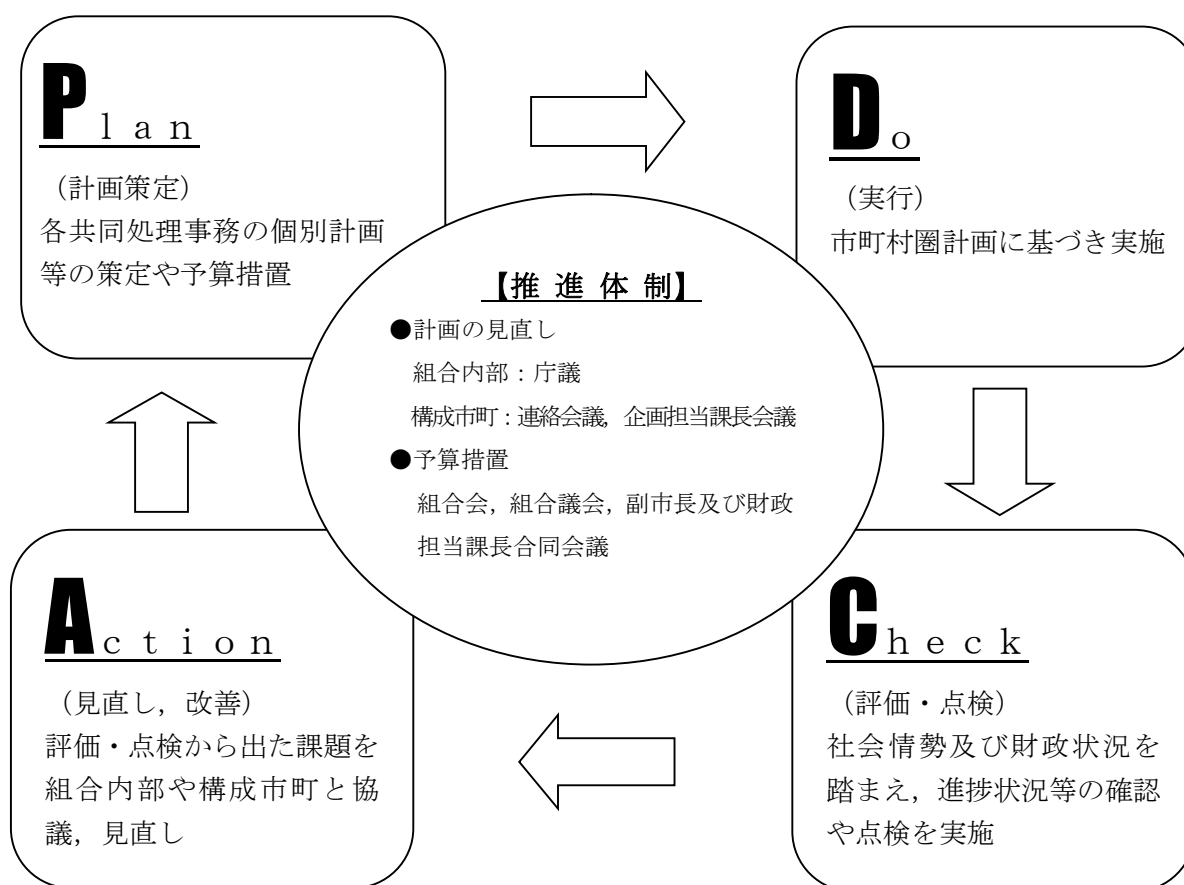 Plan
（計画策定）
各共同処理事務の個別計画
等の策定や予算措置
Do
（実行）
市町村圏計画に基づき実施
【推 進 体 制】
●計画の見直し
組合内部：庁議
構成市町：連絡会議，企画担当課長会議
●予算措置
組合会，組合議会，副市長及び財政
担当課長合同会議
Action
（見直し，改善）
評価・点検から出た課題を
組合内部や構成市町と協
議，見直し
Check
（評価・点検）
社会情勢及び財政状況を
踏まえ，進捗状況等の確認
や点検を実施